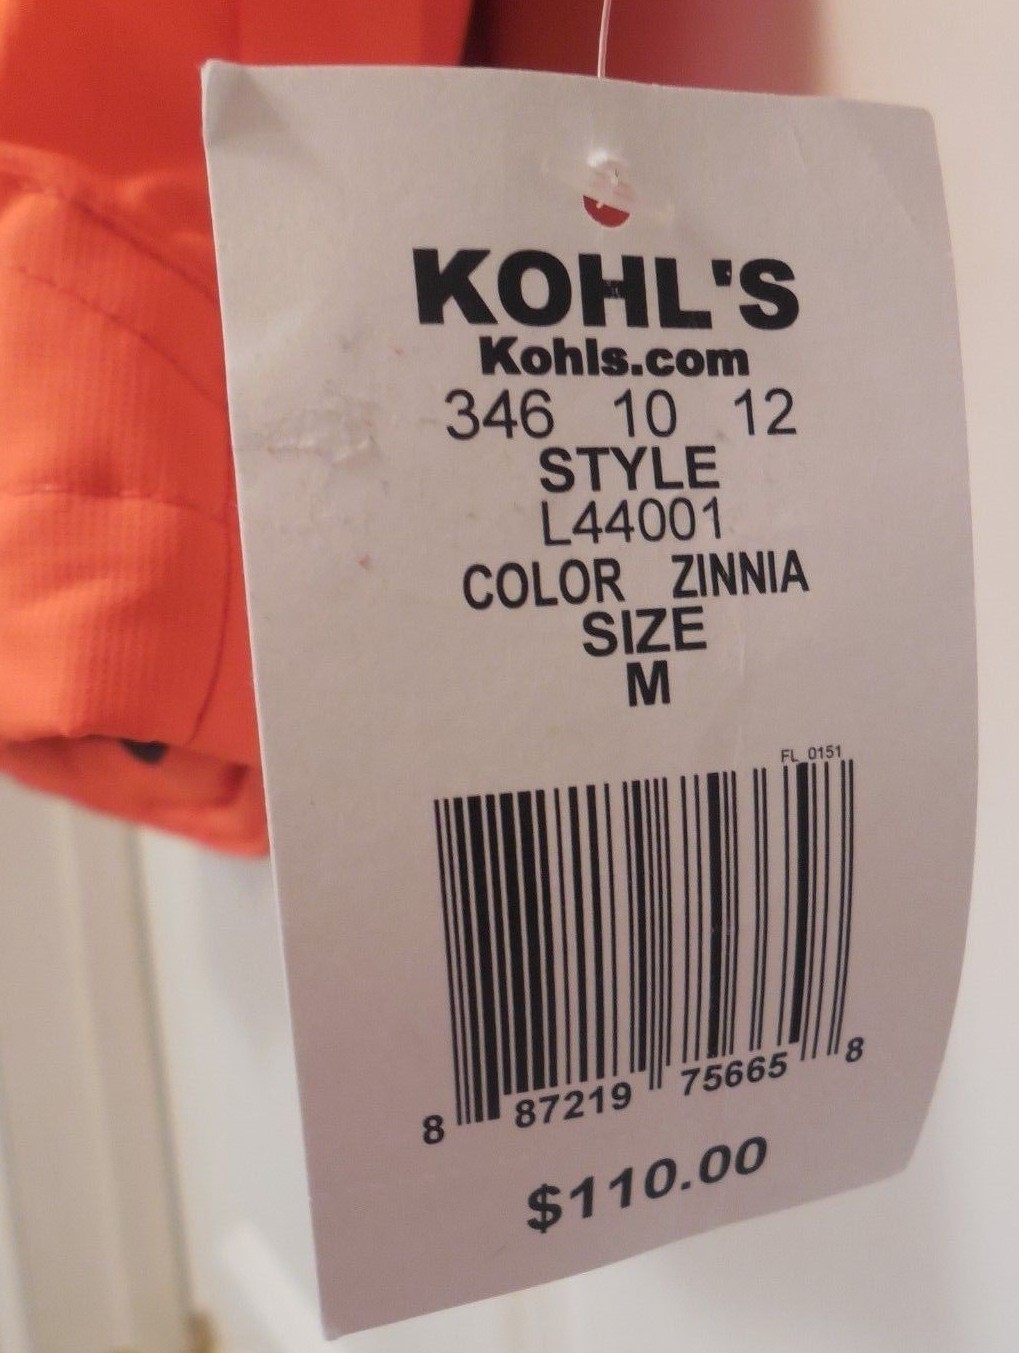 KOHL'S
Kohls.com
346 10 12
STYLE
L44001
COLOR ZINNIA
SIZE
M
FL 0151
8 87219 75665 8
$110.00